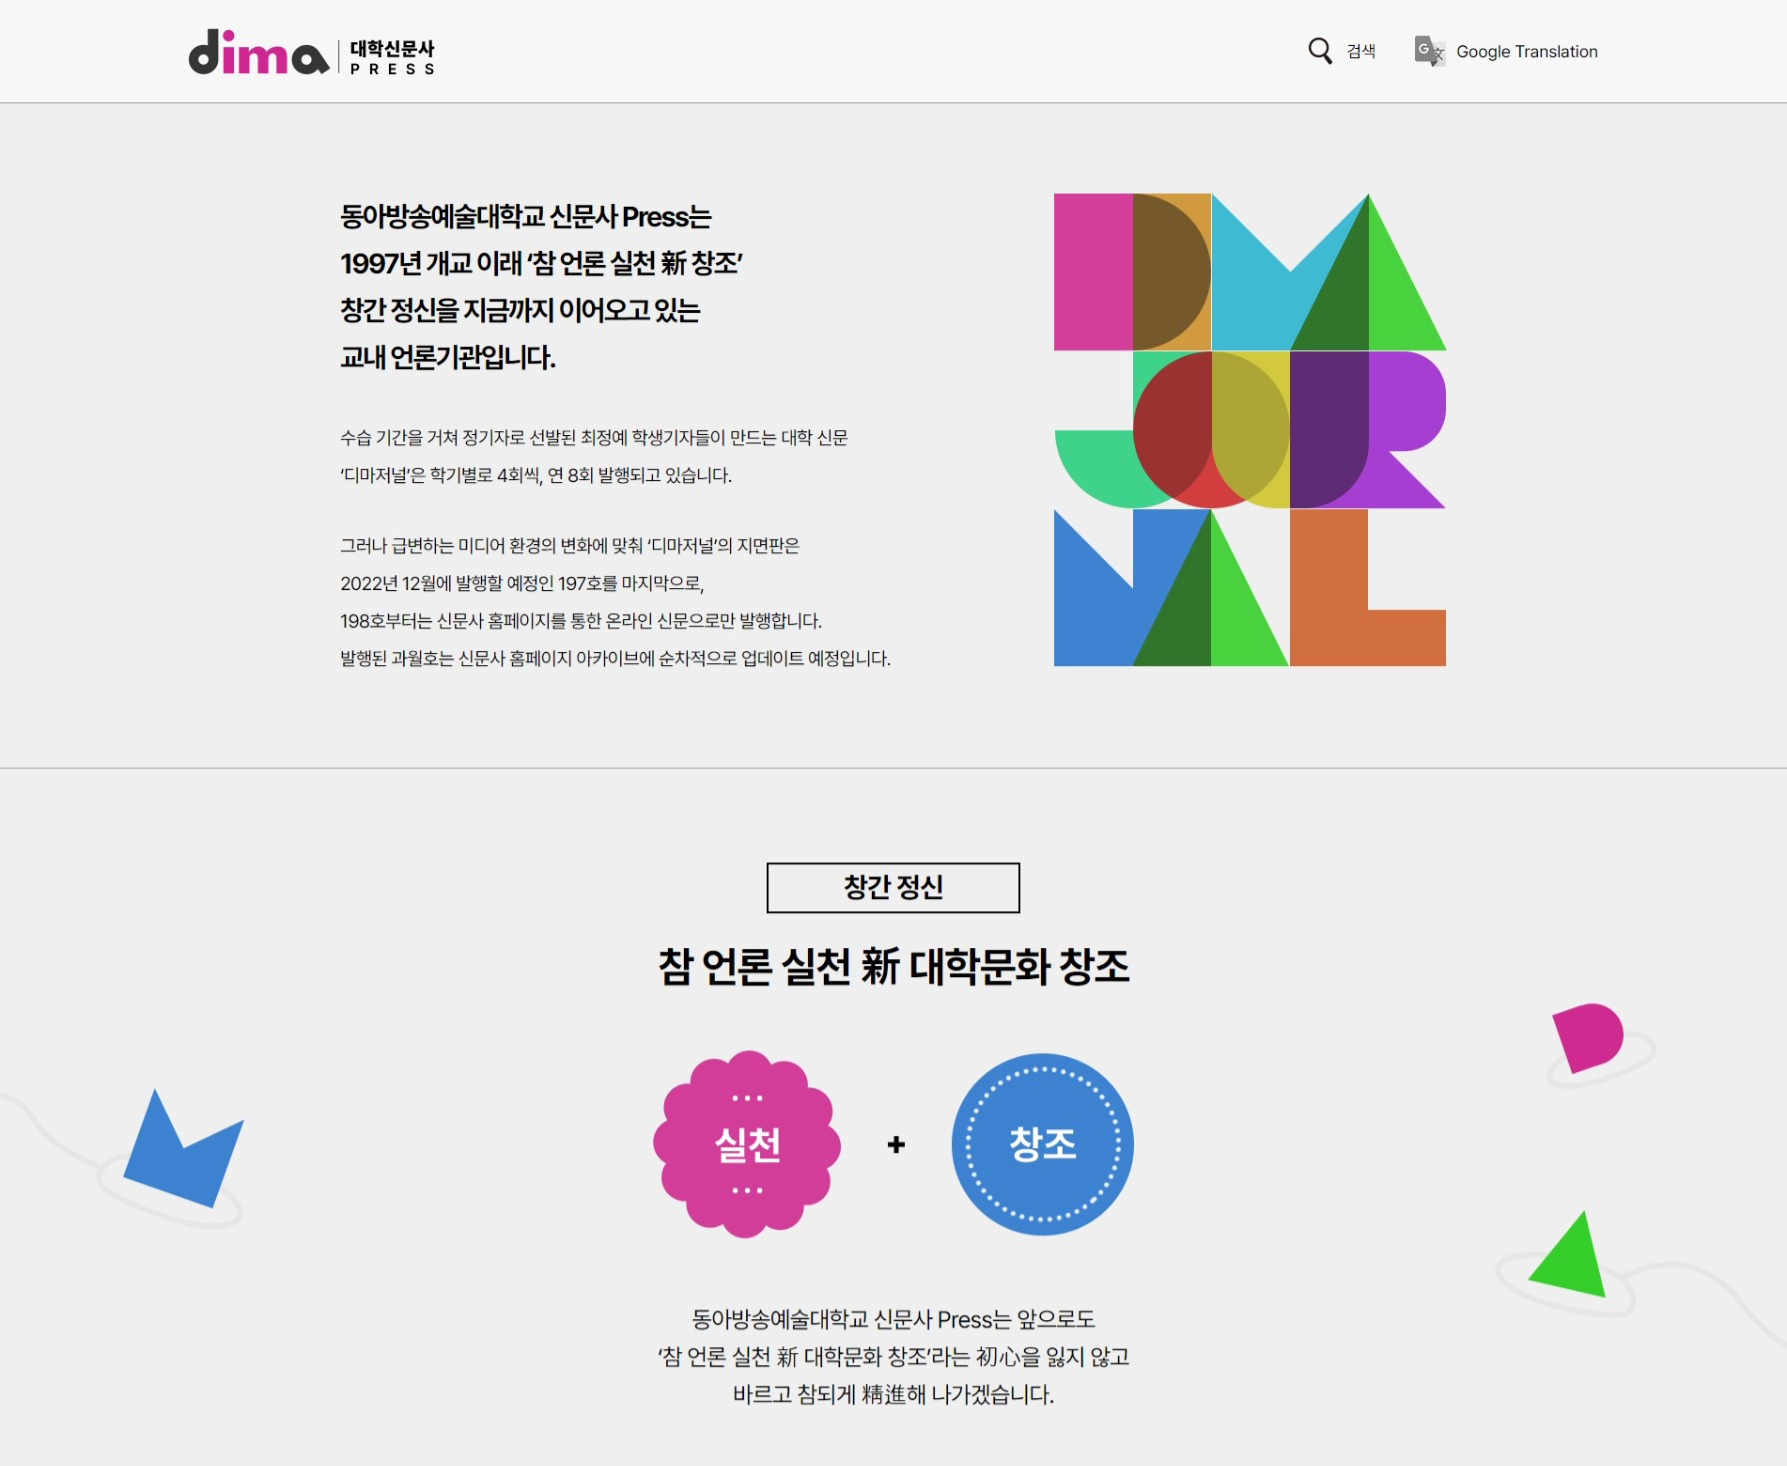 dima 대학신문사 PRESS
검색
Google Translation
동아방송예술대학교 신문사 Press는
1997년 개교 이래 ‘참 언론 실천 新 창조’
창간 정신을 지금까지 이어오고 있는
교내 언론기관입니다.
수습 기간을 거쳐 정기자로 선발된 최정예 학생기자들이 만드는 대학 신문
‘디마저널’은 학기별로 4회씩, 연 8회 발행되고 있습니다.
그러나 급변하는 미디어 환경의 변화에 맞춰 ‘디마저널’의 지면판은
2022년 12월에 발행할 예정인 197호를 마지막으로,
198호부터는 신문사 홈페이지를 통한 온라인 신문으로만 발행합니다.
발행된 과월호는 신문사 홈페이지 아카이브에 순차적으로 업데이트 예정입니다.
DMA
JOUR
NAL
창간 정신
참 언론 실천 新 대학문화 창조
실천
+
창조
동아방송예술대학교 신문사 Press는 앞으로도
‘참 언론 실천 新 대학문화 창조’라는 初心을 잃지 않고
바르고 참되게 精進해 나가겠습니다.